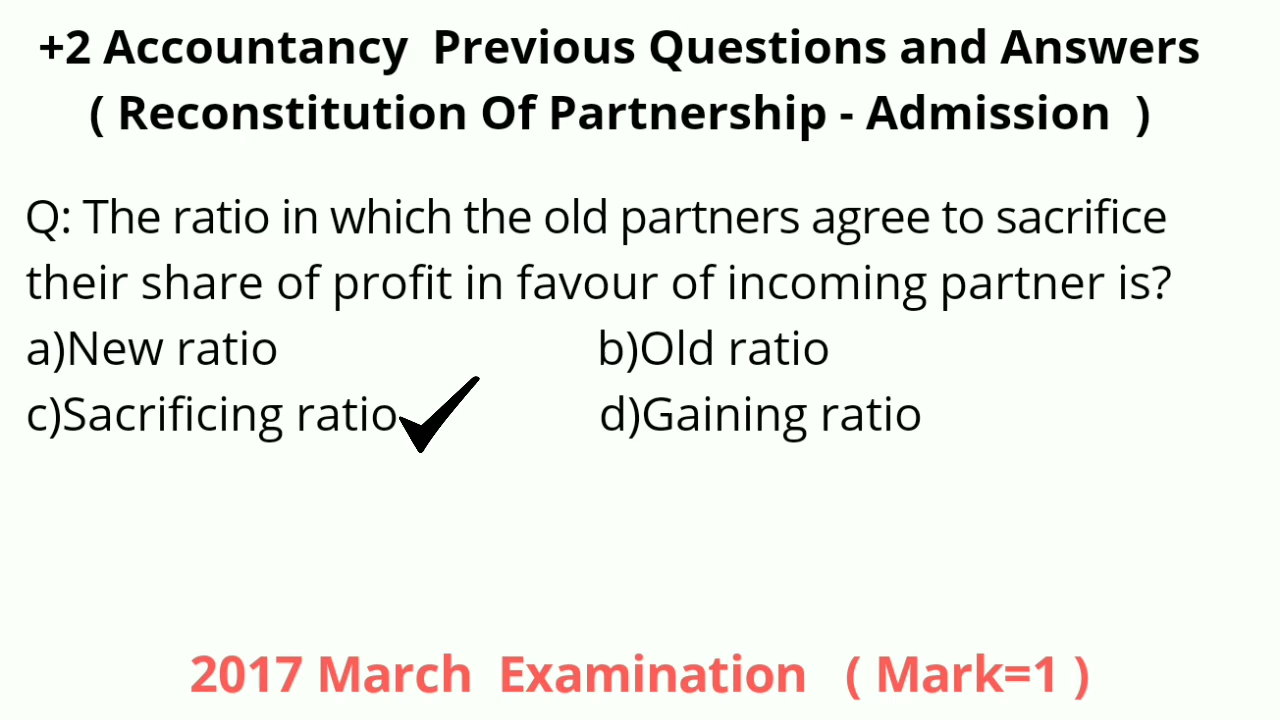 +2 Accountancy Previous Questions and Answers
( Reconstitution Of Partnership - Admission )
Q: The ratio in which the old partners agree to sacrifice
their share of profit in favour of incoming partner is?
a)New ratio b)Old ratio
c)Sacrificing ratio d)Gaining ratio
2017 March Examination ( Mark=1 )